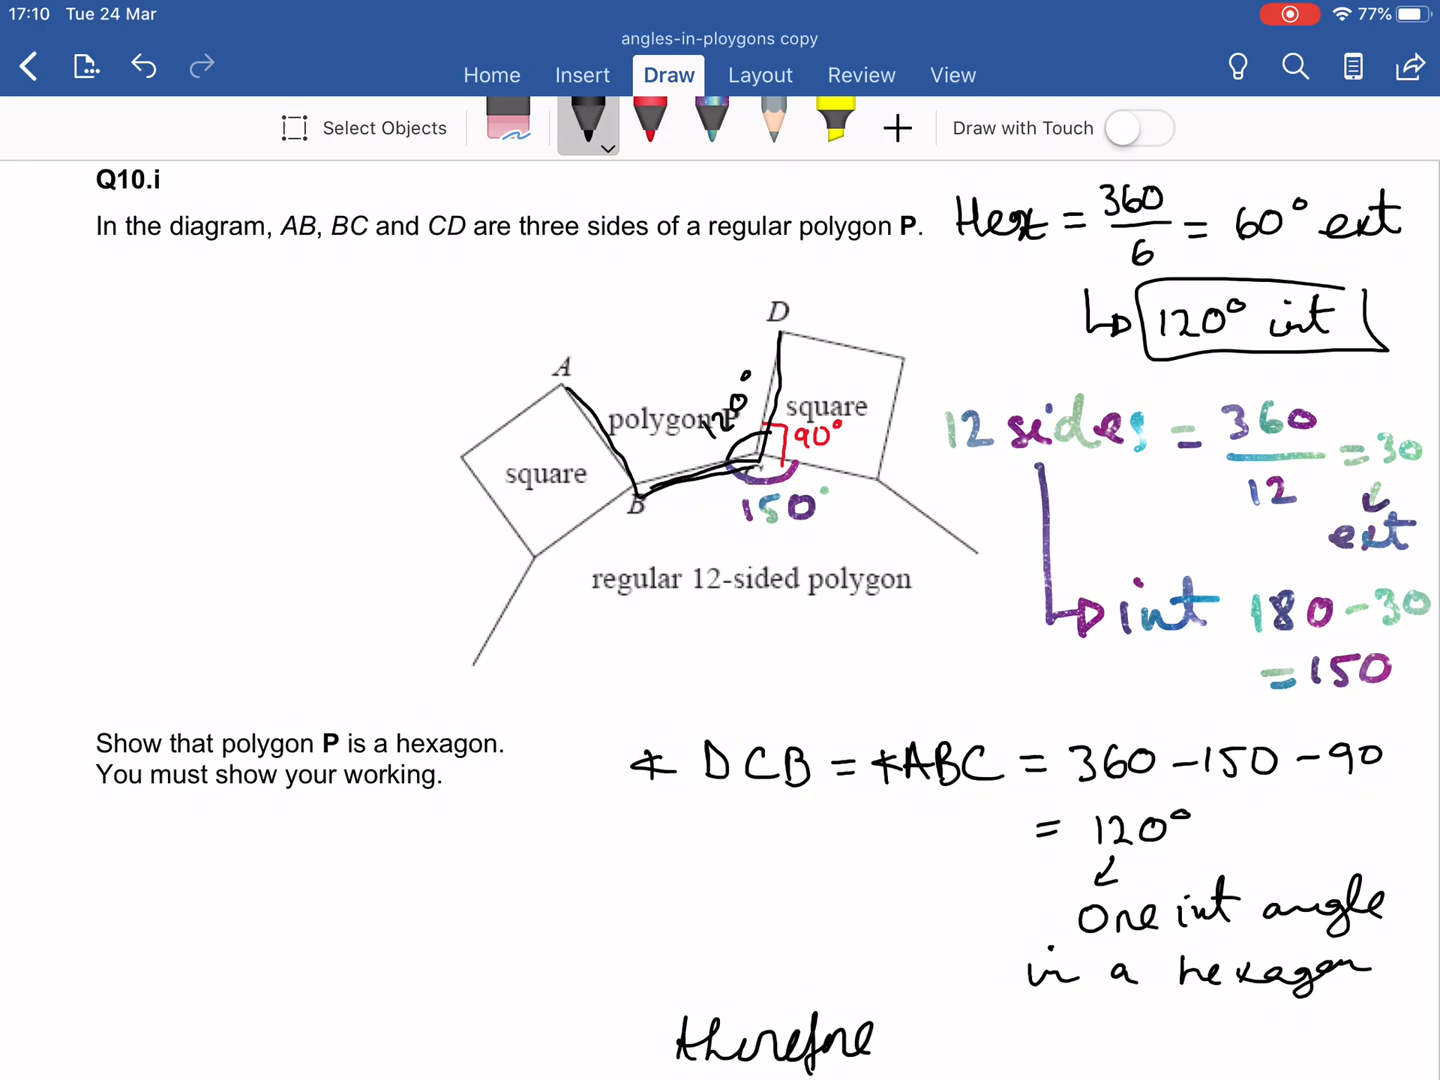 17:10 Tue 24 Mar
77%
angles-in-ploygons copy
Home Insert Draw Layout Review View
Select Objects
Draw with Touch
Q10.i
In the diagram, AB, BC and CD are three sides of a regular polygon P.
Hex = 360/6 = 60° ext
120° int
D
A
polygon P
120°
square
90°
square
B
C
150°
regular 12-sided polygon
12 sides = 360/12 = 30
ext
int 180 - 30
= 150
Show that polygon P is a hexagon.
You must show your working.
∡ DCB = ∡ABC = 360 - 150 - 90
= 120°
One int angle
in a hexagon
therefore